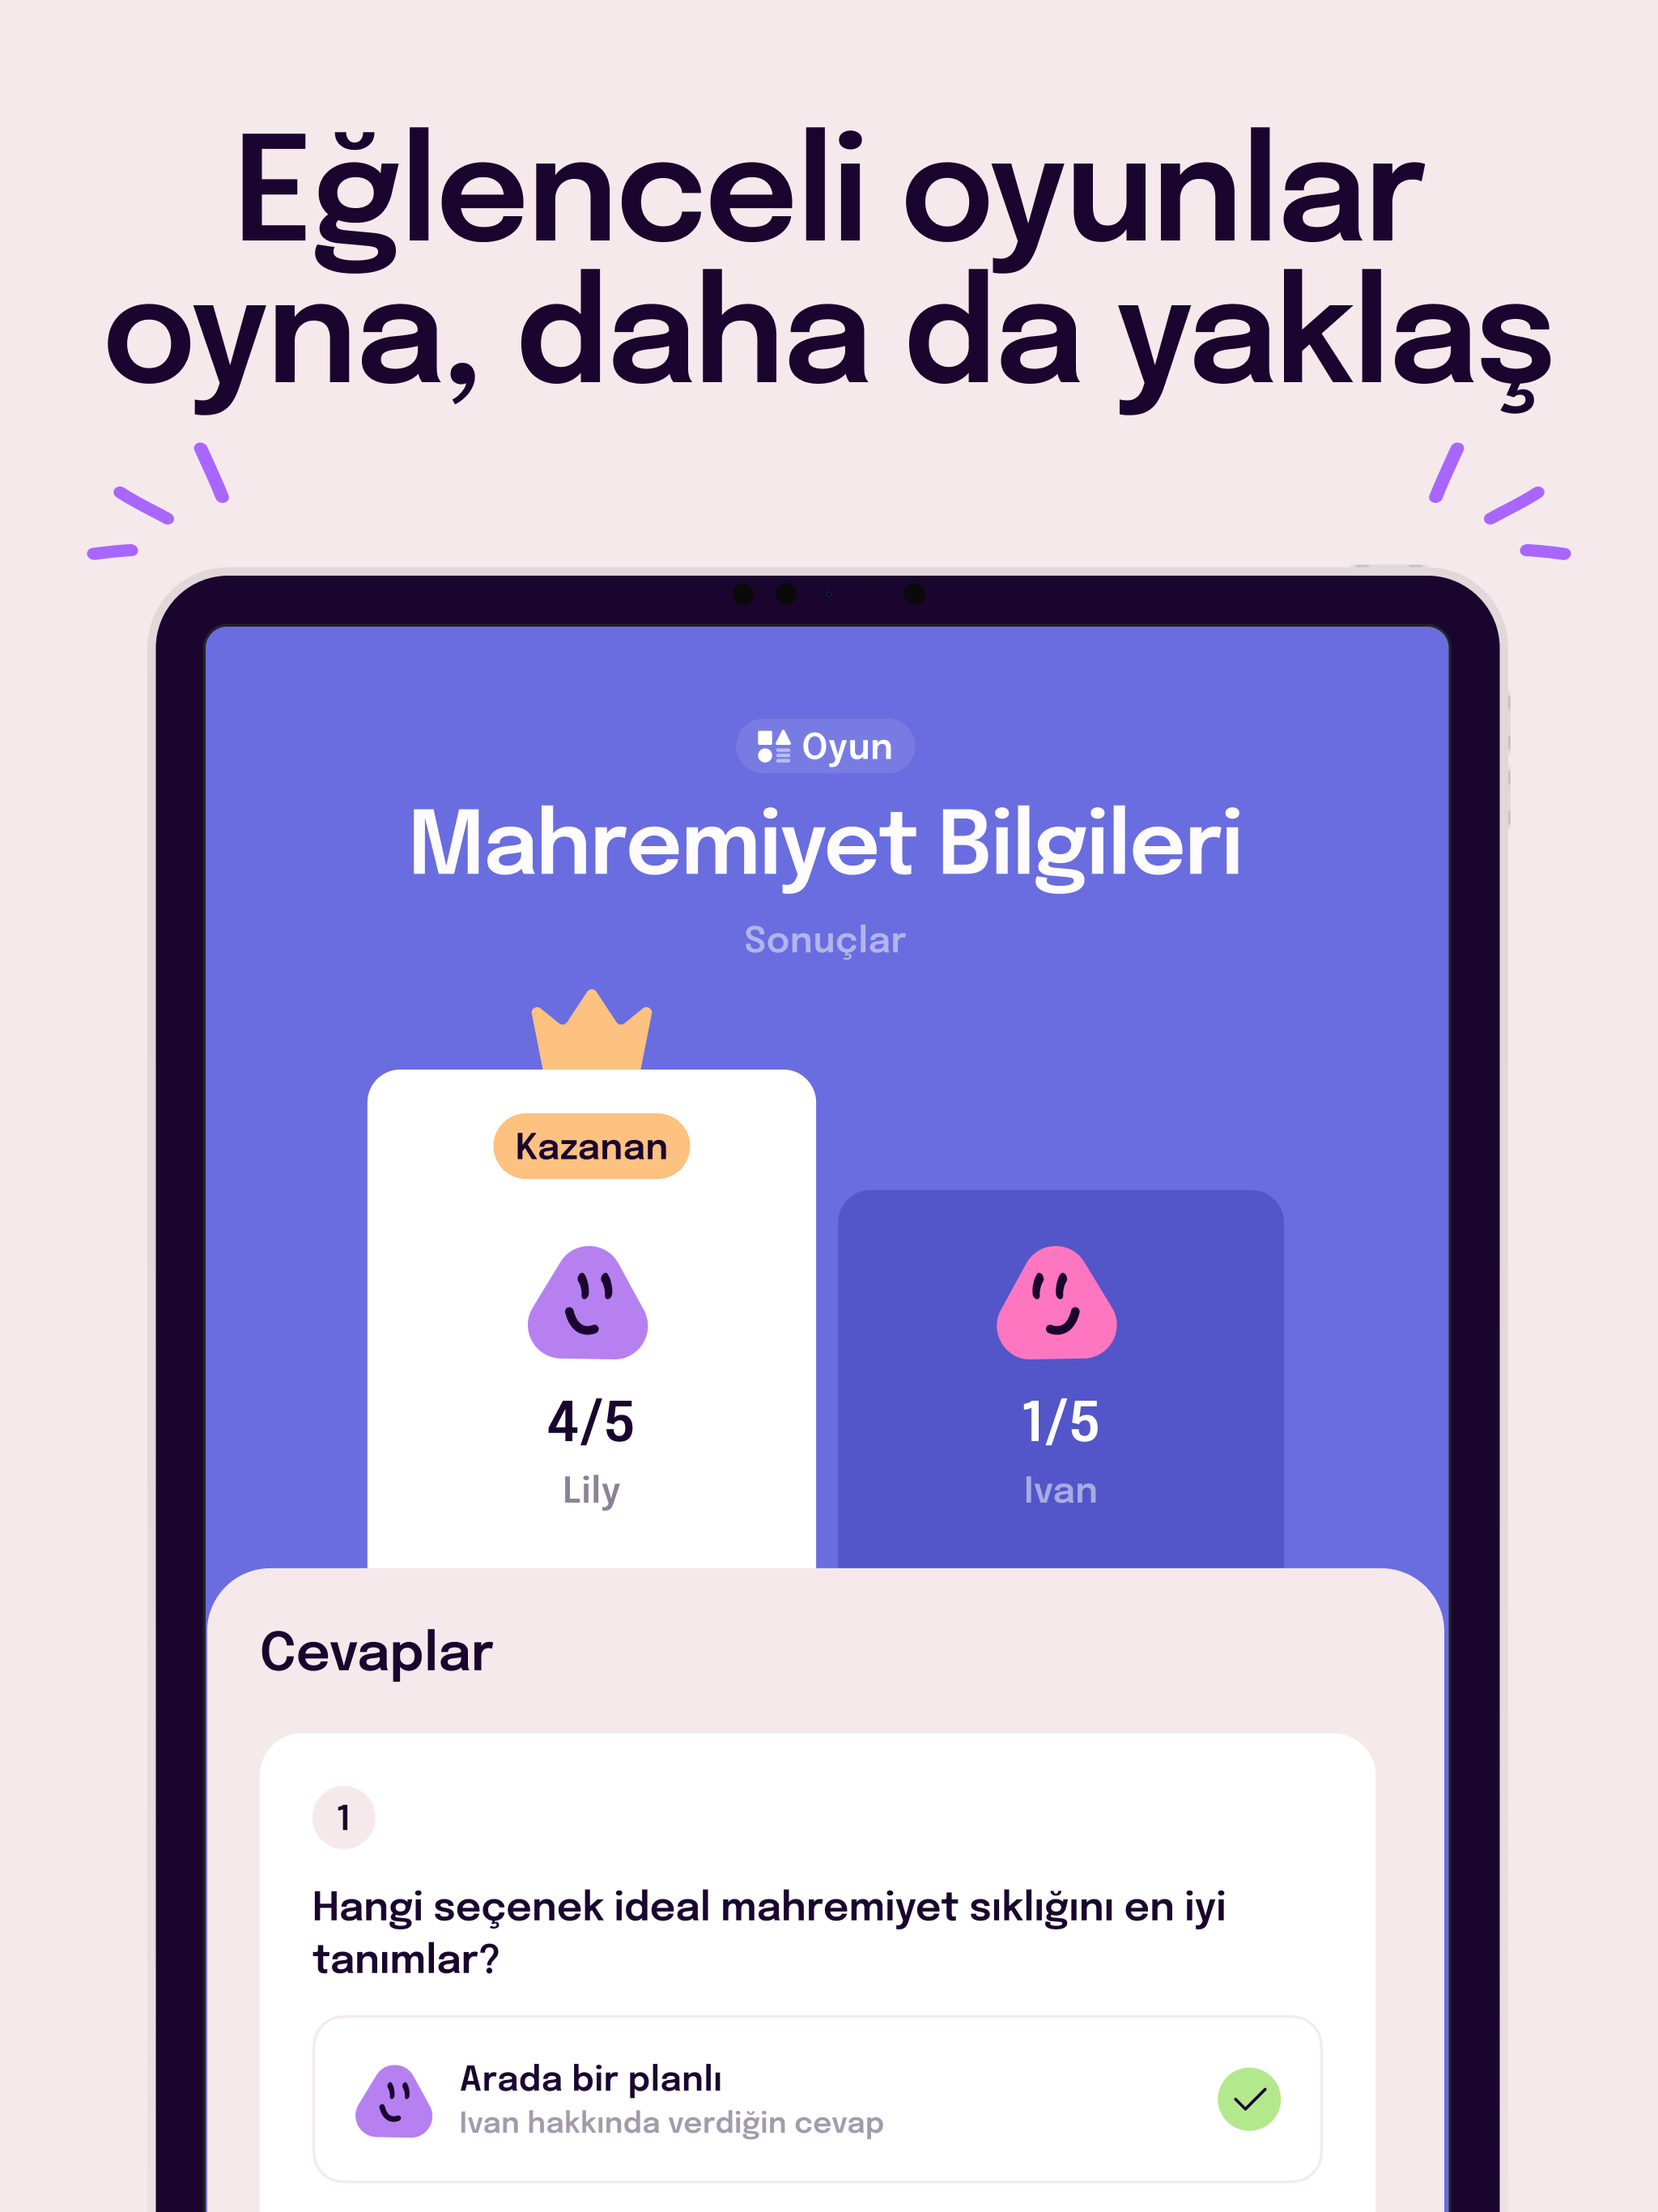 Eğlenceli oyunlar
oyna, daha da yaklaş
Oyun
Mahremiyet Bilgileri
Sonuçlar
Kazanan
4/5
Lily
1/5
Ivan
Cevaplar
1
Hangi seçenek ideal mahremiyet sıklığını en iyi
tanımlar?
Arada bir planlı
Ivan hakkında verdiğin cevap